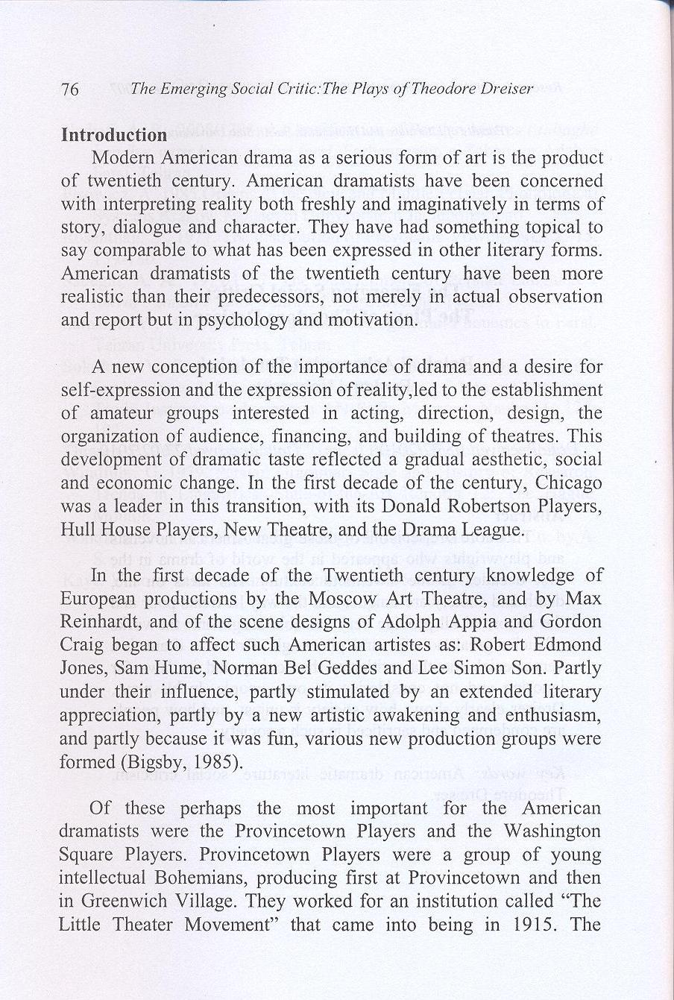 76 The Emerging Social Critic:The Plays of Theodore Dreiser
Introduction
Modern American drama as a serious form of art is the product
of twentieth century. American dramatists have been concerned
with interpreting reality both freshly and imaginatively in terms of
story, dialogue and character. They have had something topical to
say comparable to what has been expressed in other literary forms.
American dramatists of the twentieth century have been more
realistic than their predecessors, not merely in actual observation
and report but in psychology and motivation.
A new conception of the importance of drama and a desire for
self-expression and the expression of reality,led to the establishment
of amateur groups interested in acting, direction, design, the
organization of audience, financing, and building of theatres. This
development of dramatic taste reflected a gradual aesthetic, social
and economic change. In the first decade of the century, Chicago
was a leader in this transition, with its Donald Robertson Players,
Hull House Players, New Theatre, and the Drama League.
In the first decade of the Twentieth century knowledge of
European productions by the Moscow Art Theatre, and by Max
Reinhardt, and of the scene designs of Adolph Appia and Gordon
Craig began to affect such American artistes as: Robert Edmond
Jones, Sam Hume, Norman Bel Geddes and Lee Simon Son. Partly
under their influence, partly stimulated by an extended literary
appreciation, partly by a new artistic awakening and enthusiasm,
and partly because it was fun, various new production groups were
formed (Bigsby, 1985).
Of these perhaps the most important for the American
dramatists were the Provincetown Players and the Washington
Square Players. Provincetown Players were a group of young
intellectual Bohemians, producing first at Provincetown and then
in Greenwich Village. They worked for an institution called “The
Little Theater Movement” that came into being in 1915. The